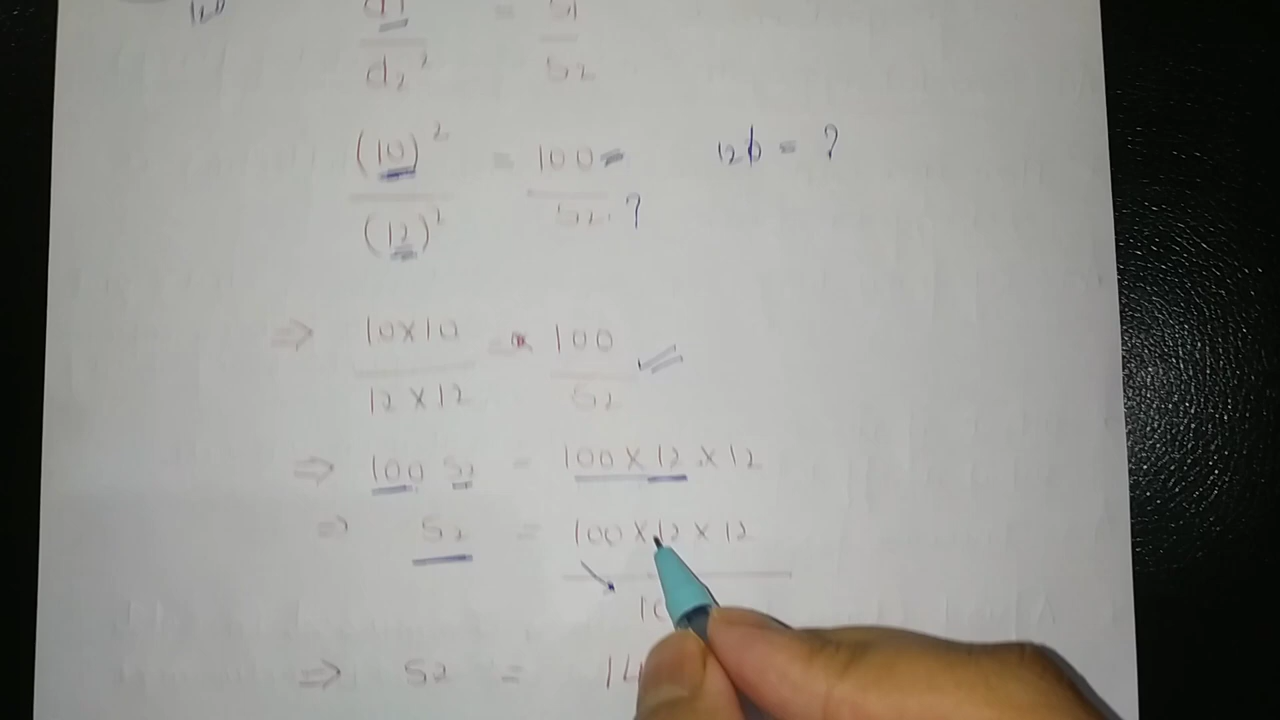 d₂² S₂
(10)² = 100 12b = ?
(12)² S₂ ?
⇒ 10×10 = 100
12×12 S₂
⇒ 100 S₂ = 100×12×12
⇒ S₂ = 100×12×12
⇒ S₂ =